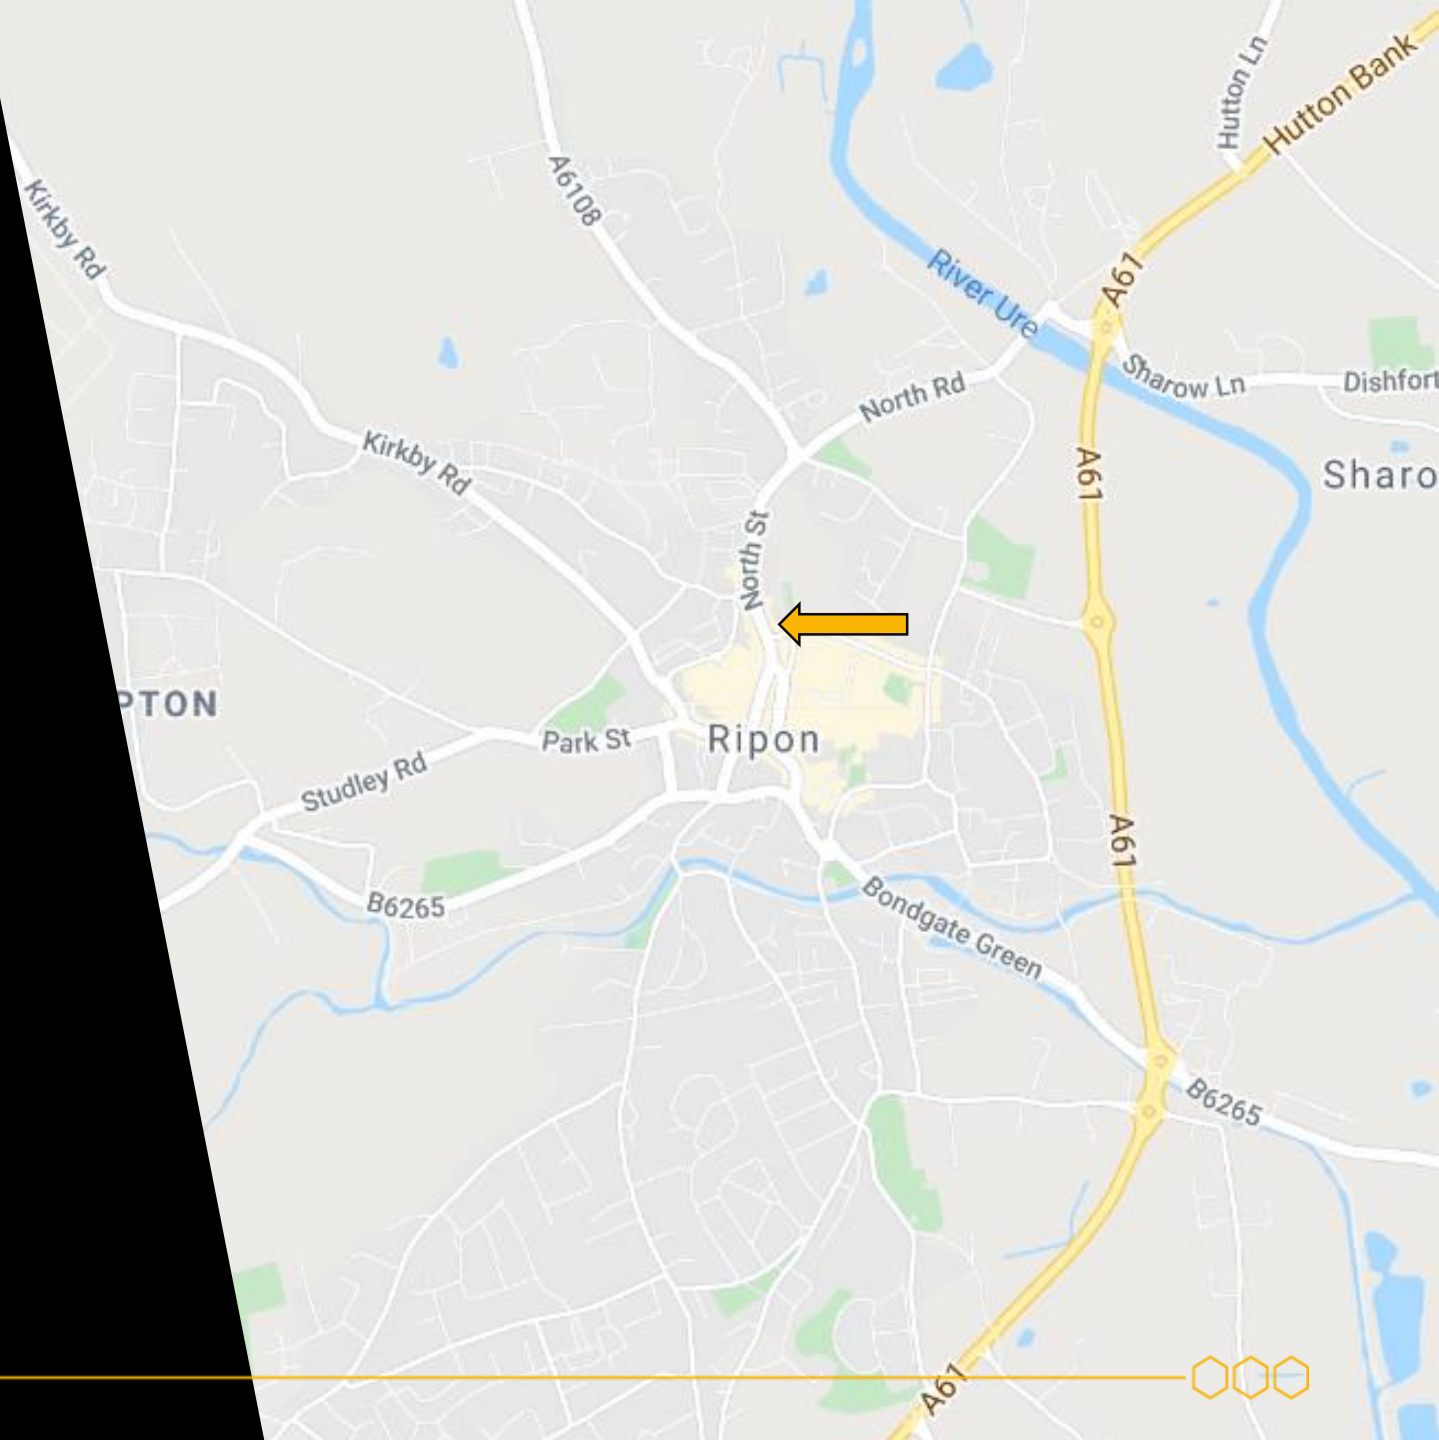 Hutton Ln
Hutton Bank
A6108
Kirkby Rd
A61
River Ure
Sharow Ln
Dishfort
North Rd
Kirkby Rd
A61
Sharo
North St
PTON
Park St
Ripon
Studley Rd
A61
B6265
Bondgate Green
B6265
A61